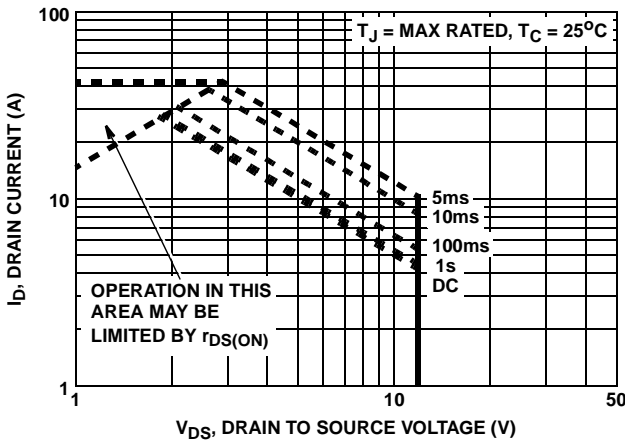 100
T_J = MAX RATED, T_C = 25°C
I_D, DRAIN CURRENT (A)
10
5ms
10ms
100ms
1s
DC
OPERATION IN THIS
AREA MAY BE
LIMITED BY r_DS(ON)
1
1
10
50
V_DS, DRAIN TO SOURCE VOLTAGE (V)